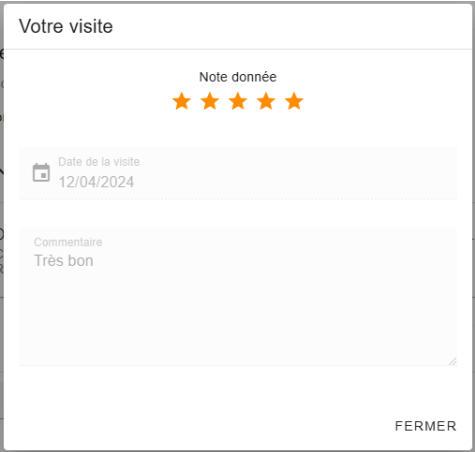 Votre visite
Note donnée
Date de la visite
12/04/2024
Commentaire
Très bon
FERMER